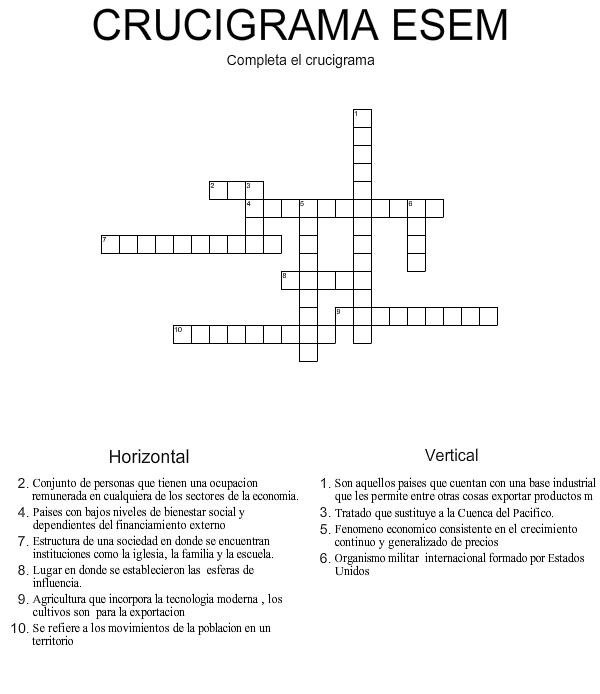 CRUCIGRAMA ESEM
Completa el crucigrama
1
2 3
4 5 6
7
8
9
10
Horizontal
2. Conjunto de personas que tienen una ocupacion
remunerada en cualquiera de los sectores de la economia.
4. Paises con bajos niveles de bienestar social y
dependientes del financiamiento externo
7. Estructura de una sociedad en donde se encuentran
instituciones como la iglesia, la familia y la escuela.
8. Lugar en donde se establecieron las esferas de
influencia.
9. Agricultura que incorpora la tecnologia moderna , los
cultivos son para la exportacion
10. Se refiere a los movimientos de la poblacion en un
territorio
Vertical
1. Son aquellos paises que cuentan con una base industrial
que les permite entre otras cosas exportar productos m
3. Tratado que sustituye a la Cuenca del Pacifico.
5. Fenomeno economico consistente en el crecimiento
continuo y generalizado de precios
6. Organismo militar internacional formado por Estados
Unidos